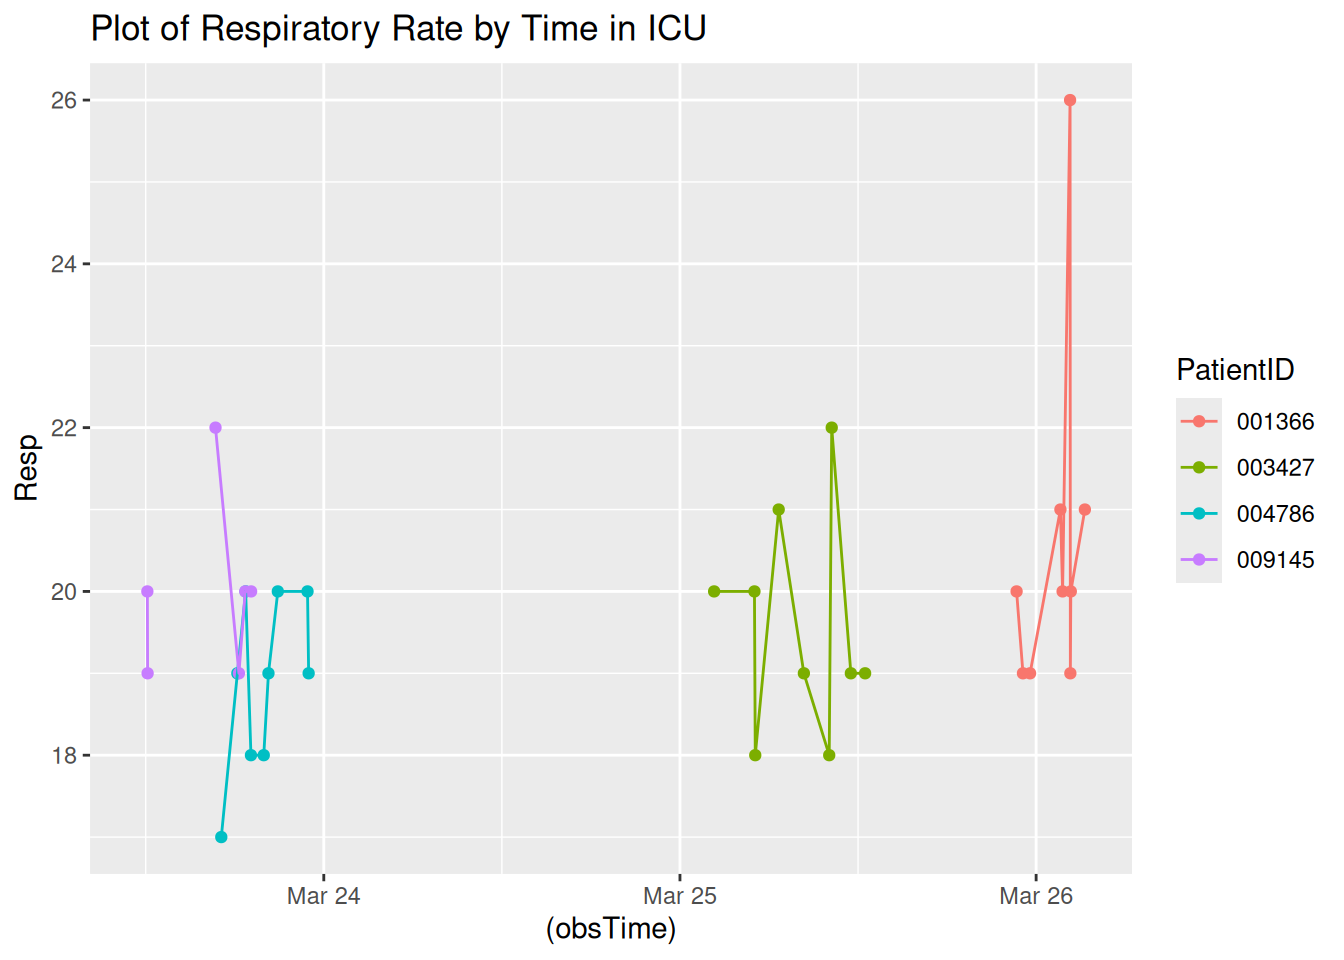 Plot of Respiratory Rate by Time in ICU
26
24
22
20
18
Resp
Mar 24
Mar 25
Mar 26
(obsTime)
PatientID
001366
003427
004786
009145